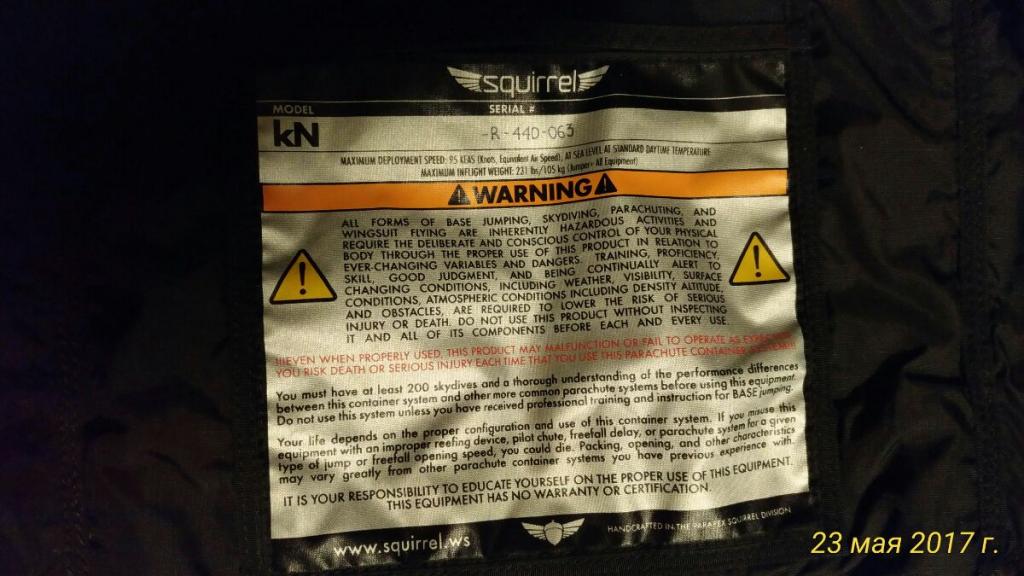 squirrel
MODEL
SERIAL #
kN
-R-44D-063
MAXIMUM DEPLOYMENT SPEED: 95 KEAS (Knots, Equivalent Air Speed), AT SEA LEVEL AT STANDARD DAYTIME TEMPERATURE
MAXIMUM INFLIGHT WEIGHT: 231 lbs/105 kg (Jumper+ All Equipment)
WARNING
ALL FORMS OF BASE JUMPING, SKYDIVING, PARACHUTING, AND
WINGSUIT FLYING ARE INHERENTLY HAZARDOUS ACTIVITIES AND
REQUIRE THE DELIBERATE AND CONSCIOUS CONTROL OF YOUR PHYSICAL
BODY THROUGH THE PROPER USE OF THIS PRODUCT IN RELATION TO
EVER-CHANGING VARIABLES AND DANGERS. TRAINING, PROFICIENCY,
SKILL, GOOD JUDGMENT, AND BEING CONTINUALLY ALERT TO
CHANGING CONDITIONS, INCLUDING WEATHER, VISIBILITY, SURFACE
CONDITIONS, ATMOSPHERIC CONDITIONS INCLUDING DENSITY ALTITUDE,
AND OBSTACLES, ARE REQUIRED TO LOWER THE RISK OF SERIOUS
INJURY OR DEATH. DO NOT USE THIS PRODUCT WITHOUT INSPECTING
IT AND ALL OF ITS COMPONENTS BEFORE EACH AND EVERY USE.
!!!EVEN WHEN PROPERLY USED, THIS PRODUCT MAY MALFUNCTION OR FAIL TO OPERATE AS
YOU RISK DEATH OR SERIOUS INJURY EACH TIME THAT YOU USE THIS PARACHUTE CONTAINER
You must have at least 200 skydives and a thorough understanding of the performance differences
between this container system and other more common parachute systems before using this equipment.
Do not use this system unless you have received professional training and instruction for BASE jumping.
Your life depends on the proper configuration and use of this container system. If you misuse this
equipment with an improper reefing device, pilot chute, freefall delay, or parachute system for a given
type of jump or freefall opening speed, you could die. Packing, opening, and other characteristics
may vary greatly from other parachute container systems you have previous experience with.
IT IS YOUR RESPONSIBILITY TO EDUCATE YOURSELF ON THE PROPER USE OF THIS EQUIPMENT.
THIS EQUIPMENT HAS NO WARRANTY OR CERTIFICATION.
www.squirrel.ws
HANDCRAFTED IN THE PARAPEX SQUIRREL DIVISION
23 мая 2017 г.